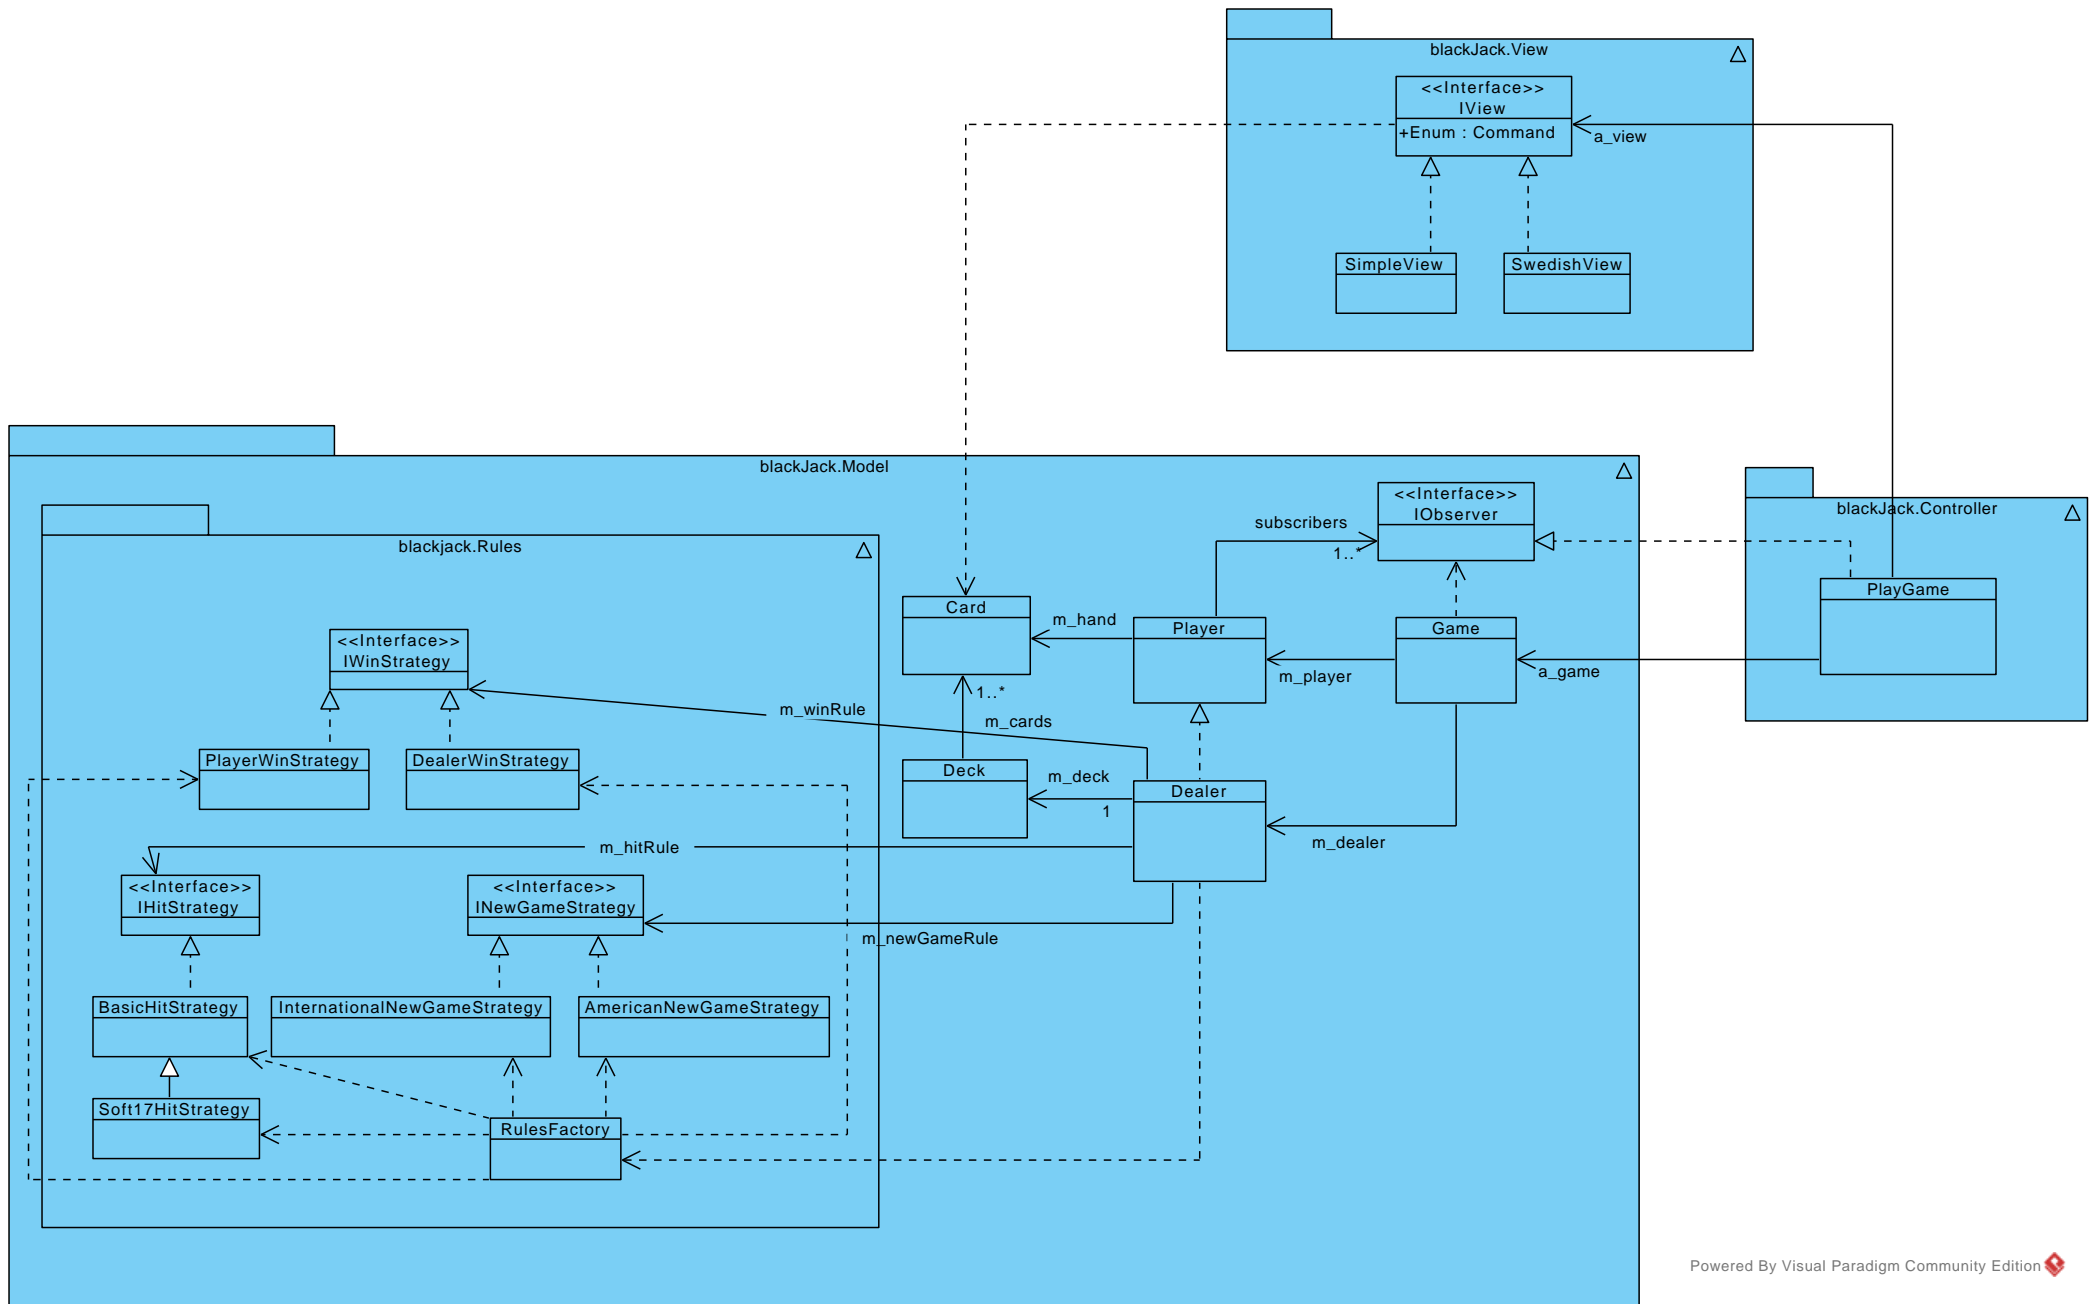 blackJack.View
<<Interface>>
IView
+Enum : Command
a_view
SimpleView
SwedishView
blackJack.Model
<<Interface>>
IObserver
subscribers
1..*
blackJack.Controller
PlayGame
blackjack.Rules
Card
m_hand
Player
Game
m_player
a_game
<<Interface>>
IWinStrategy
1..*
m_winRule
m_cards
PlayerWinStrategy
DealerWinStrategy
Deck
m_deck
1
Dealer
m_dealer
m_hitRule
<<Interface>>
IHitStrategy
<<Interface>>
INewGameStrategy
m_newGameRule
BasicHitStrategy
InternationalNewGameStrategy
AmericanNewGameStrategy
Soft17HitStrategy
RulesFactory
Powered By Visual Paradigm Community Edition